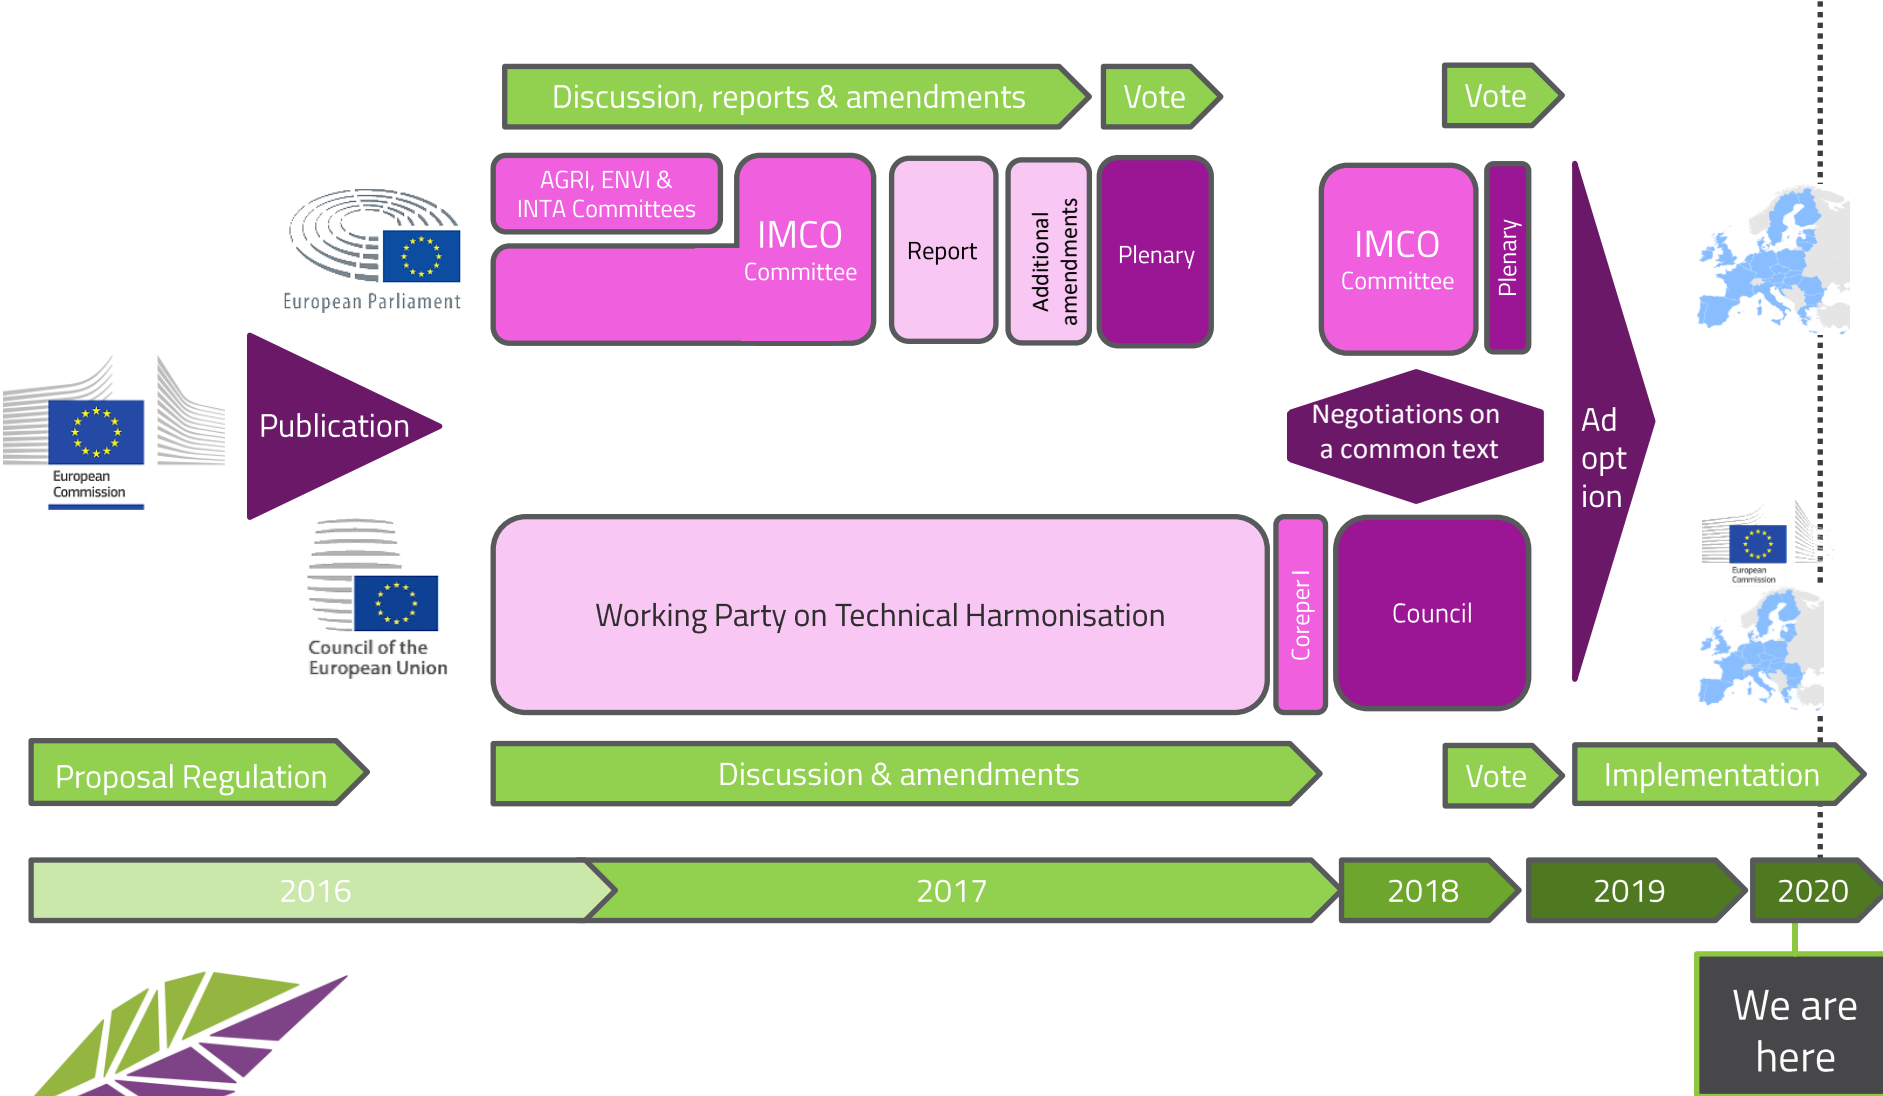 Discussion, reports & amendments
Vote
Vote
AGRI, ENVI &
INTA Committees
IMCO
Committee
Report
Additional
amendments
Plenary
IMCO
Committee
Plenary
European Parliament
Publication
European
Commission
Negotiations on
a common text
Ad
opt
ion
Council of the
European Union
Working Party on Technical Harmonisation
Coreper I
Council
European
Commission
Proposal Regulation
Discussion & amendments
Vote
Implementation
2016
2017
2018
2019
2020
We are
here